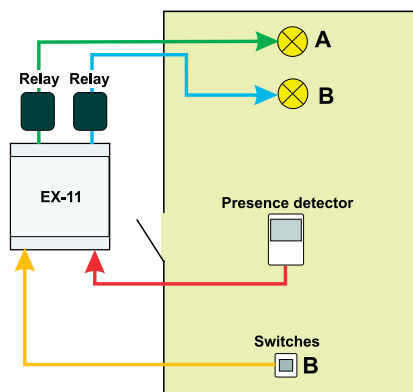 A
Relay Relay
B
EX-11
Presence detector
Switches
B